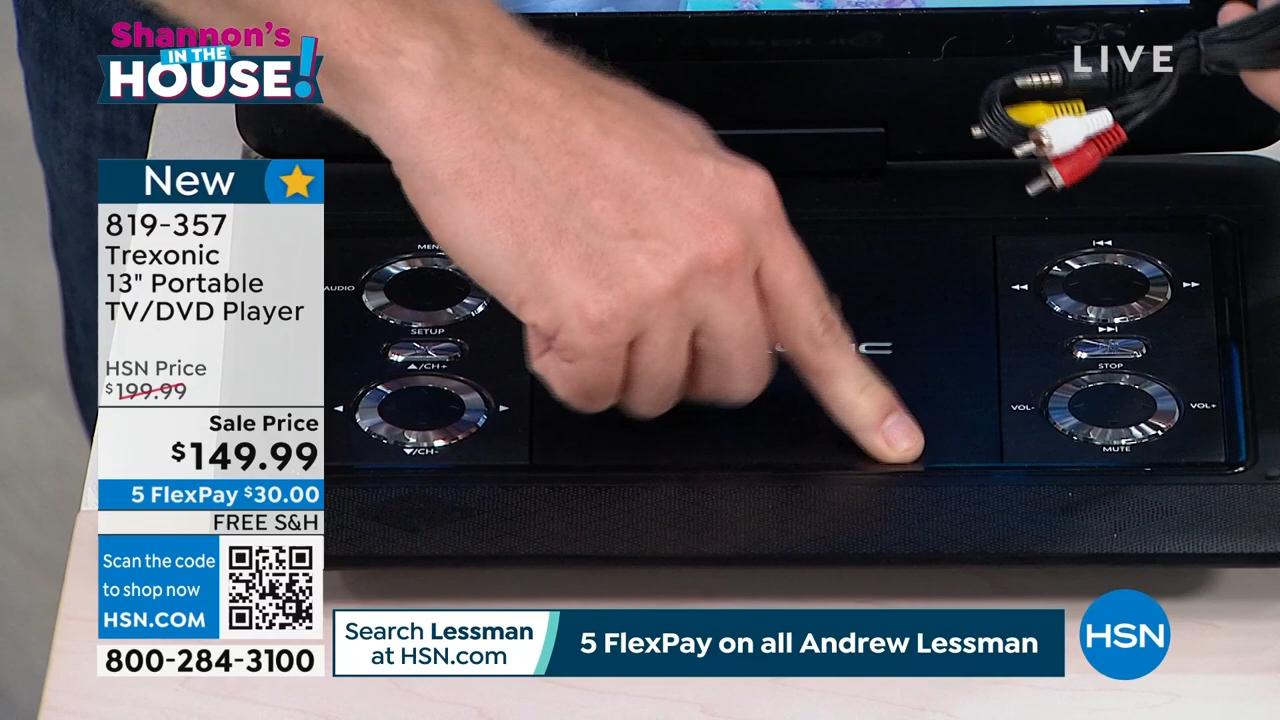 Shannon's
IN THE
HOUSE!
LIVE
New
819-357
Trexonic
13" Portable
TV/DVD Player
HSN Price
$199.99
Sale Price
$149.99
5 FlexPay $30.00
FREE S&H
Scan the code
to shop now
HSN.COM
800-284-3100
AUDIO
SETUP
▲/CH+
◄ ►
▼/CH-
STOP
VOL- VOL+
MUTE
Search Lessman
at HSN.com
5 FlexPay on all Andrew Lessman
HSN